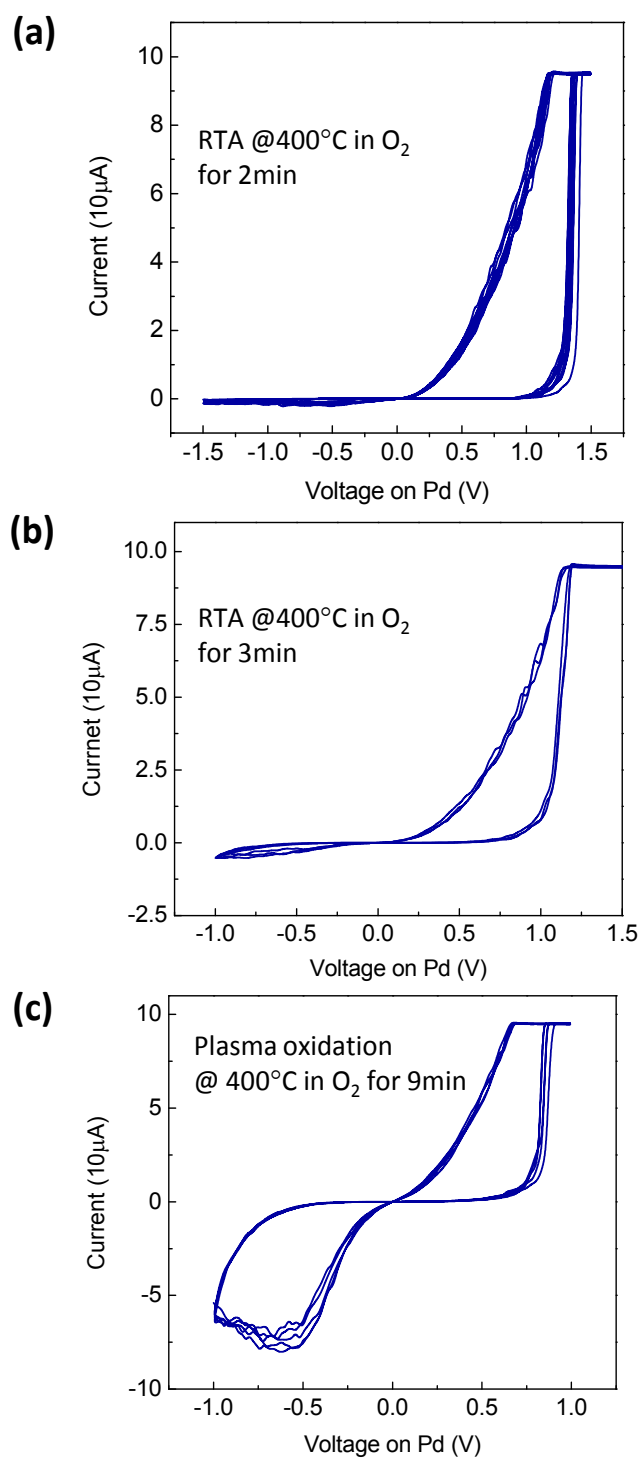 (a)
10
8
6
4
2
0
Current (10μA)
RTA @400°C in O₂
for 2min
-1.5 -1.0 -0.5 0.0 0.5 1.0 1.5
Voltage on Pd (V)
(b)
10.0
7.5
5.0
2.5
0.0
-2.5
Currnet (10μA)
RTA @400°C in O₂
for 3min
-1.0 -0.5 0.0 0.5 1.0 1.5
Voltage on Pd (V)
(c)
10
5
0
-5
-10
Current (10μA)
Plasma oxidation
@ 400°C in O₂ for 9min
-1.0 -0.5 0.0 0.5 1.0
Voltage on Pd (V)